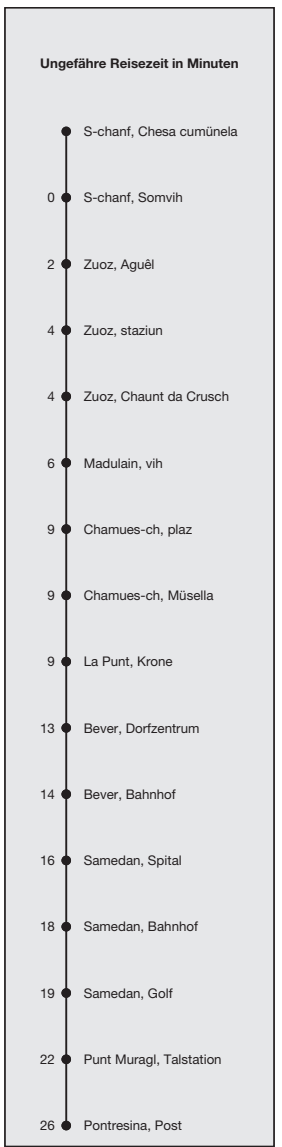 Ungefähre Reisezeit in Minuten
S-chanf, Chesa cumünela
0 S-chanf, Somvih
2 Zuoz, Aguêl
4 Zuoz, staziun
4 Zuoz, Chaunt da Crusch
6 Madulain, vih
9 Chamues-ch, plaz
9 Chamues-ch, Müsella
9 La Punt, Krone
13 Bever, Dorfzentrum
14 Bever, Bahnhof
16 Samedan, Spital
18 Samedan, Bahnhof
19 Samedan, Golf
22 Punt Muragl, Talstation
26 Pontresina, Post